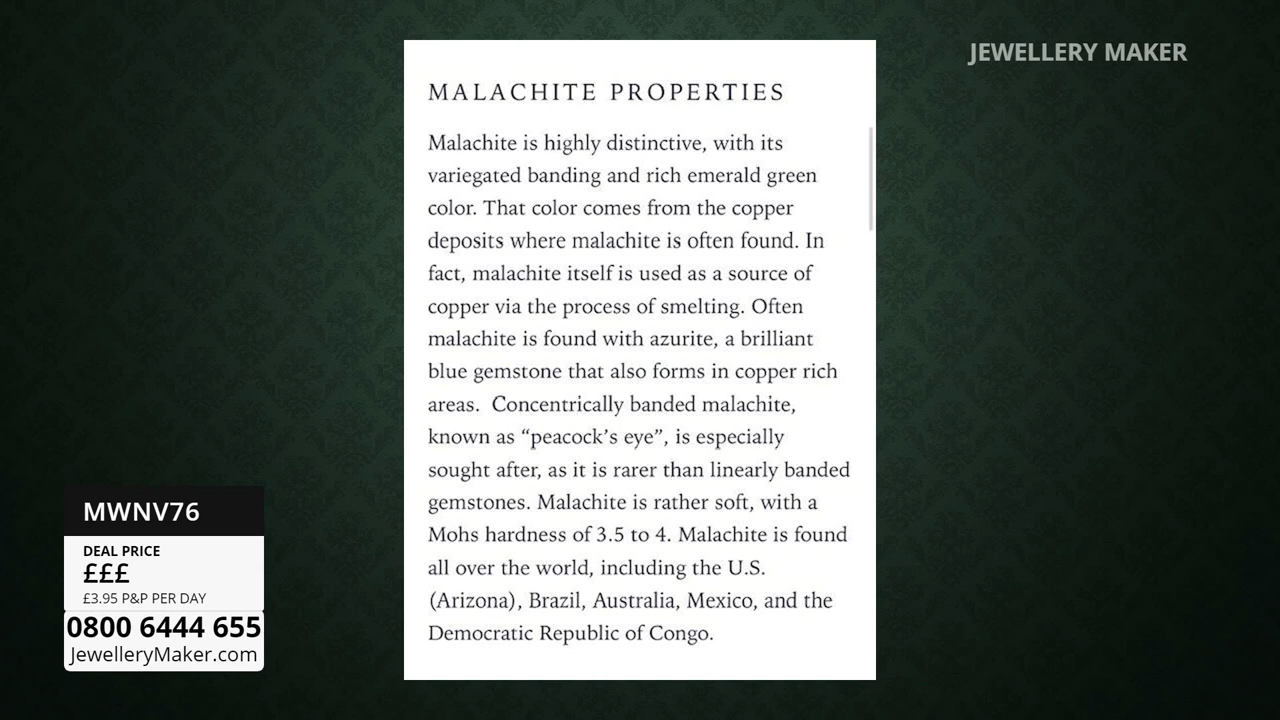 JEWELLERY MAKER
MALACHITE PROPERTIES
Malachite is highly distinctive, with its
variegated banding and rich emerald green
color. That color comes from the copper
deposits where malachite is often found. In
fact, malachite itself is used as a source of
copper via the process of smelting. Often
malachite is found with azurite, a brilliant
blue gemstone that also forms in copper rich
areas.  Concentrically banded malachite,
known as “peacock’s eye”, is especially
sought after, as it is rarer than linearly banded
gemstones. Malachite is rather soft, with a
Mohs hardness of 3.5 to 4. Malachite is found
all over the world, including the U.S.
(Arizona), Brazil, Australia, Mexico, and the
Democratic Republic of Congo.
MWNV76
DEAL PRICE
£££
£3.95 P&P PER DAY
0800 6444 655
JewelleryMaker.com